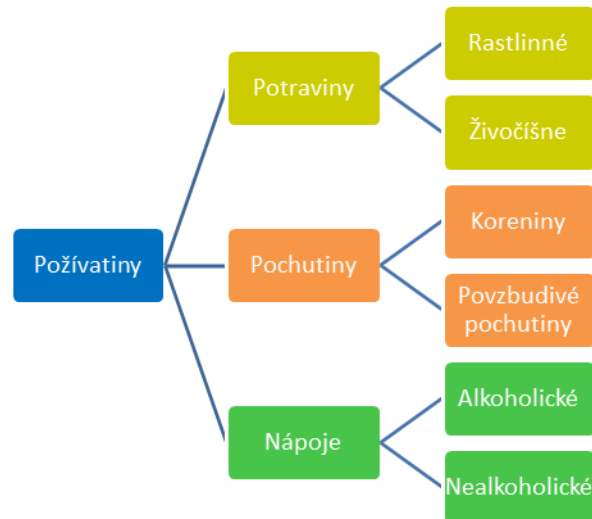 Požívatiny
Potraviny
Rastlinné
Živočíšne
Pochutiny
Koreniny
Povzbudivé
pochutiny
Nápoje
Alkoholické
Nealkoholické